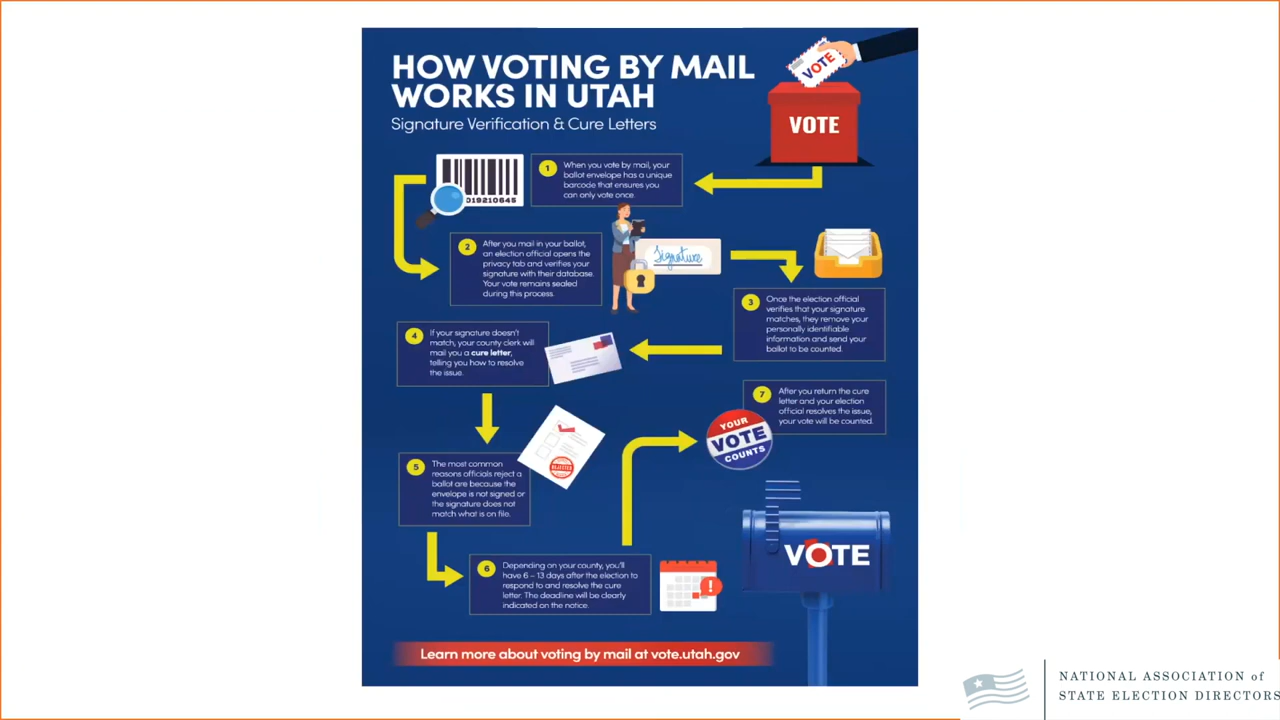 HOW VOTING BY MAIL
WORKS IN UTAH
Signature Verification & Cure Letters
VOTE
VOTE
019210645
1
When you vote by mail, your
ballot envelope has a unique
barcode that ensures you
can only vote once.
2
After you mail in your ballot,
an election official opens the
privacy tab and verifies your
signature with their database.
Your vote remains sealed
during this process.
Signature
3
Once the election official
verifies that your signature
matches, they remove your
personally identifiable
information and send your
ballot to be counted.
4
If your signature doesn't
match, your county clerk will
mail you a cure letter,
telling you how to resolve
the issue.
5
The most common
reasons officials reject a
ballot are because the
envelope is not signed or
the signature does not
match what is on file.
REJECTED
6
Depending on your county, you'll
have 6 – 13 days after the election to
respond to and resolve the cure
letter. The deadline will be clearly
indicated on the notice.
!
7
After you return the cure
letter and your election
official resolves the issue,
your vote will be counted.
YOUR
VOTE
COUNTS
VOTE
Learn more about voting by mail at vote.utah.gov
NATIONAL ASSOCIATION of
STATE ELECTION DIRECTORS